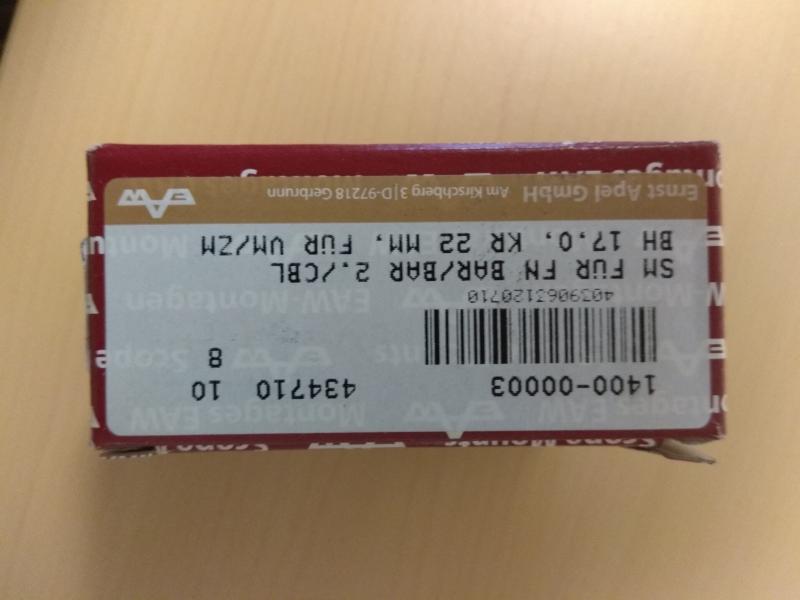 1400-00003 434710 10
8
4039063120710
SM FÜR FN BAR/BAR 2./CBL
BH 17.0, KR 22 MM, FÜR VM/ZM
EAW Ernst Apel GmbH Am Kirschberg 3|D-97218 Gerbrunn
Scope Mounts
Montages EAW
EAW Montagen